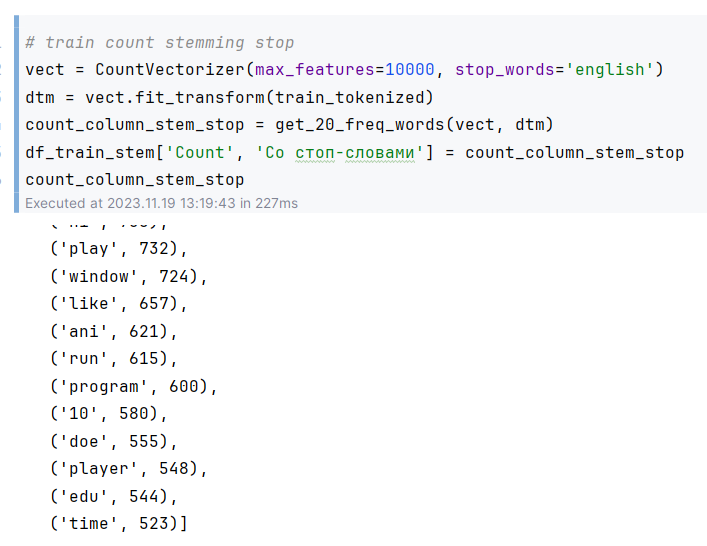 # train count stemming stop
vect = CountVectorizer(max_features=10000, stop_words='english')
dtm = vect.fit_transform(train_tokenized)
count_column_stem_stop = get_20_freq_words(vect, dtm)
df_train_stem['Count', 'Со стоп-словами'] = count_column_stem_stop
count_column_stem_stop
Executed at 2023.11.19 13:19:43 in 227ms
('play', 732),
('window', 724),
('like', 657),
('ani', 621),
('run', 615),
('program', 600),
('10', 580),
('doe', 555),
('player', 548),
('edu', 544),
('time', 523)]